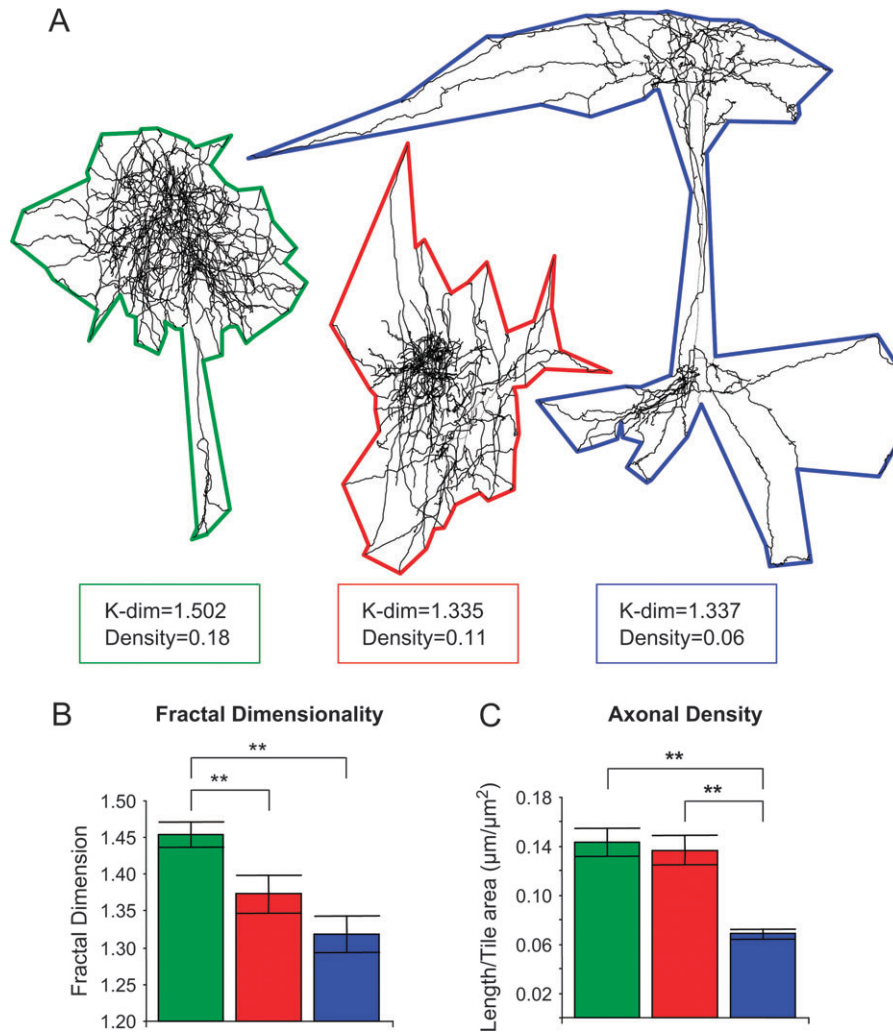 A
K-dim=1.502
Density=0.18
K-dim=1.335
Density=0.11
K-dim=1.337
Density=0.06
B
Fractal Dimensionality
**
**
1.50
1.45
1.40
1.35
1.30
1.25
1.20
Fractal Dimension
C
Axonal Density
**
**
0.18
0.14
0.10
0.06
0.02
Length/Tile area (µm/µm²)